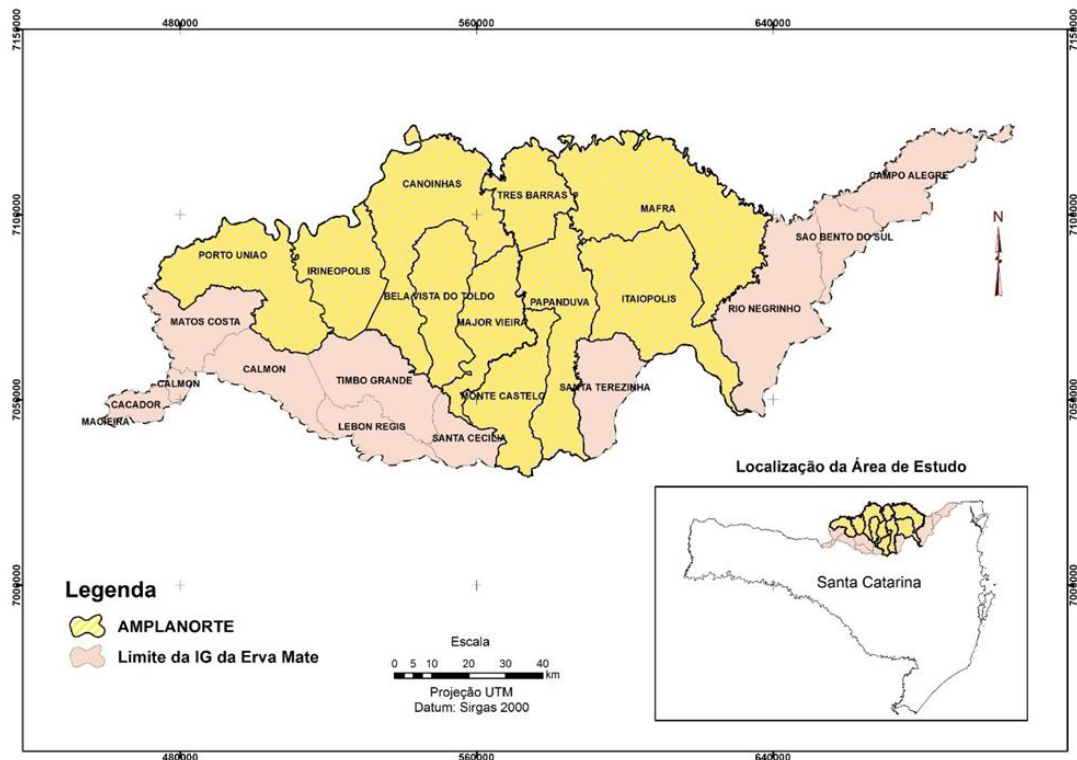 480000
560000
640000
7150000
7150000
CAMPO ALEGRE
CANOINHAS
TRES BARRAS
MAFRA
N
7100000
7100000
SAO BENTO DO SUL
PORTO UNIAO
IRINEOPOLIS
BELA VISTA DO TOLDO
PAPANDUVA
ITAIOPOLIS
RIO NEGRINHO
MATOS COSTA
MAJOR VIEIRA
CALMON
CALMON
TIMBO GRANDE
SANTA TEREZINHA
MONTE CASTELO
7050000
7050000
CACADOR
MACIEIRA
LEBON REGIS
SANTA CECILIA
Localização da Área de Estudo
Santa Catarina
7000000
7000000
Legenda
AMPLANORTE
Limite da IG da Erva Mate
Escala
0 5 10 20 30 40
km
Projeção UTM
Datum: Sirgas 2000
480000
560000
640000